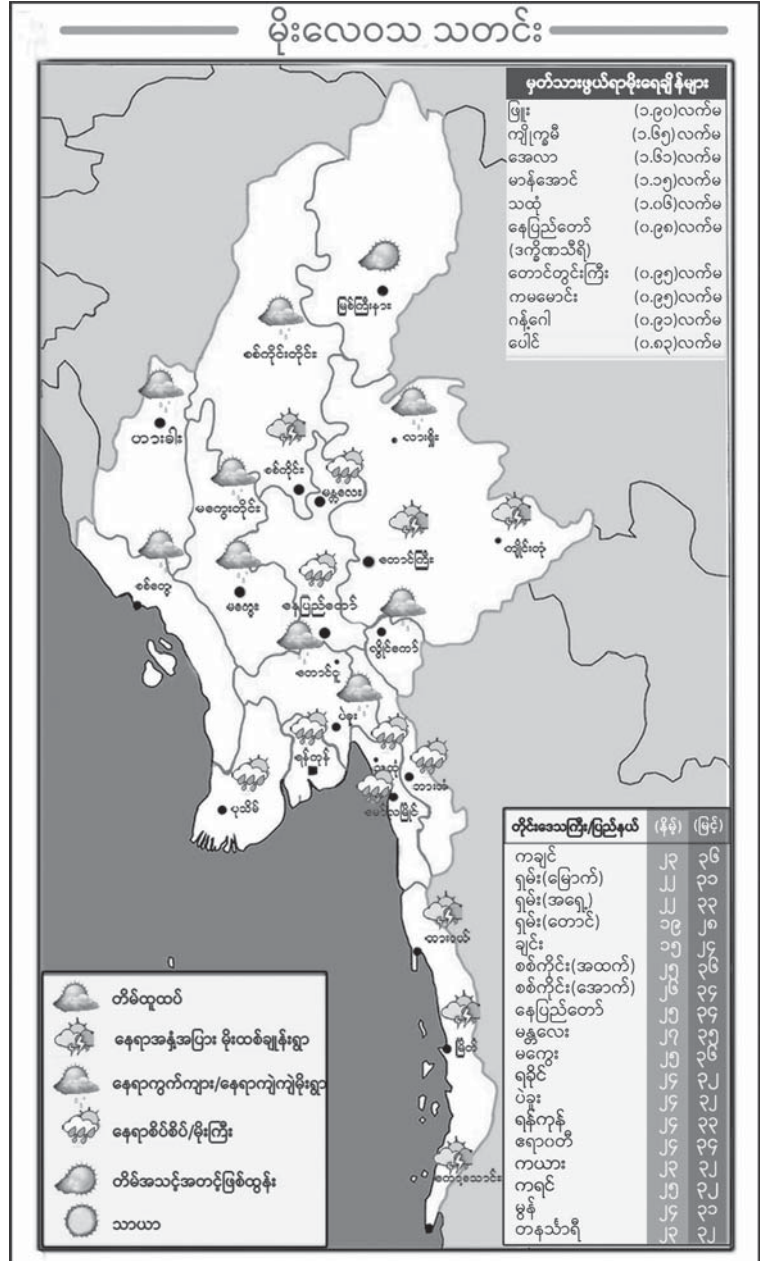 မိုးလေဝသ သတင်း
မှတ်သားဖွယ်ရာမိုးရေချိန်များ
ဖြူး (၁.၉၀)လက်မ
ကျိုက္ခမီ (၁.၆၅)လက်မ
အေလာ (၁.၆၁)လက်မ
မာန်အောင် (၁.၁၅)လက်မ
သထုံ (၁.၀၆)လက်မ
နေပြည်တော် (၀.၉၈)လက်မ
(ဒက္ခိဏသီရိ)
တောင်တွင်းကြီး (၀.၉၅)လက်မ
ကမမောင်း (၀.၉၅)လက်မ
ဂန့်ဂေါ (၀.၉၁)လက်မ
ပေါင် (၀.၈၃)လက်မ
မြစ်ကြီးနား
စစ်ကိုင်းတိုင်း
ဟားခါး
လားရှိုး
စစ်ကိုင်း
မန္တလေး
မကွေးတိုင်း
ကျိုင်းတုံ
တောင်ကြီး
စစ်တွေ
မကွေး
နေပြည်တော်
လွိုင်ကော်
တောင်ငူ
ပဲခူး
ရန်ကုန်
သထုံ
ဘားအံ
ပုသိမ်
မော်လမြိုင်
ထားဝယ်
မြိတ်
ကော့သောင်း
တိုင်းဒေသကြီး/ပြည်နယ် (နိမ့်) (မြင့်)
ကချင် ၂၃ ၃၆
ရှမ်း(မြောက်) ၂၂ ၃၁
ရှမ်း(အရှေ့) ၂၂ ၃၃
ရှမ်း(တောင်) ၁၉ ၂၈
ချင်း ၁၅ ၂၄
စစ်ကိုင်း(အထက်) ၂၅ ၃၆
စစ်ကိုင်း(အောက်) ၂၆ ၃၄
နေပြည်တော် ၂၅ ၃၄
မန္တလေး ၂၇ ၃၅
မကွေး ၂၅ ၃၆
ရခိုင် ၂၄ ၃၂
ပဲခူး ၂၄ ၃၂
ရန်ကုန် ၂၄ ၃၃
ဧရာဝတီ ၂၄ ၃၄
ကယား ၂၃ ၃၂
ကရင် ၂၅ ၃၂
မွန် ၂၄ ၃၁
တနင်္သာရီ ၂၃ ၃၂
တိမ်ထူထပ်
နေရာအနှံ့အပြား မိုးထစ်ချုန်းရွာ
နေရာကွက်ကျား/နေရာကျဲကျဲမိုးရွာ
နေရာစိပ်စိပ်/မိုးကြီး
တိမ်အသင့်အတင့်ဖြစ်ထွန်း
သာယာ